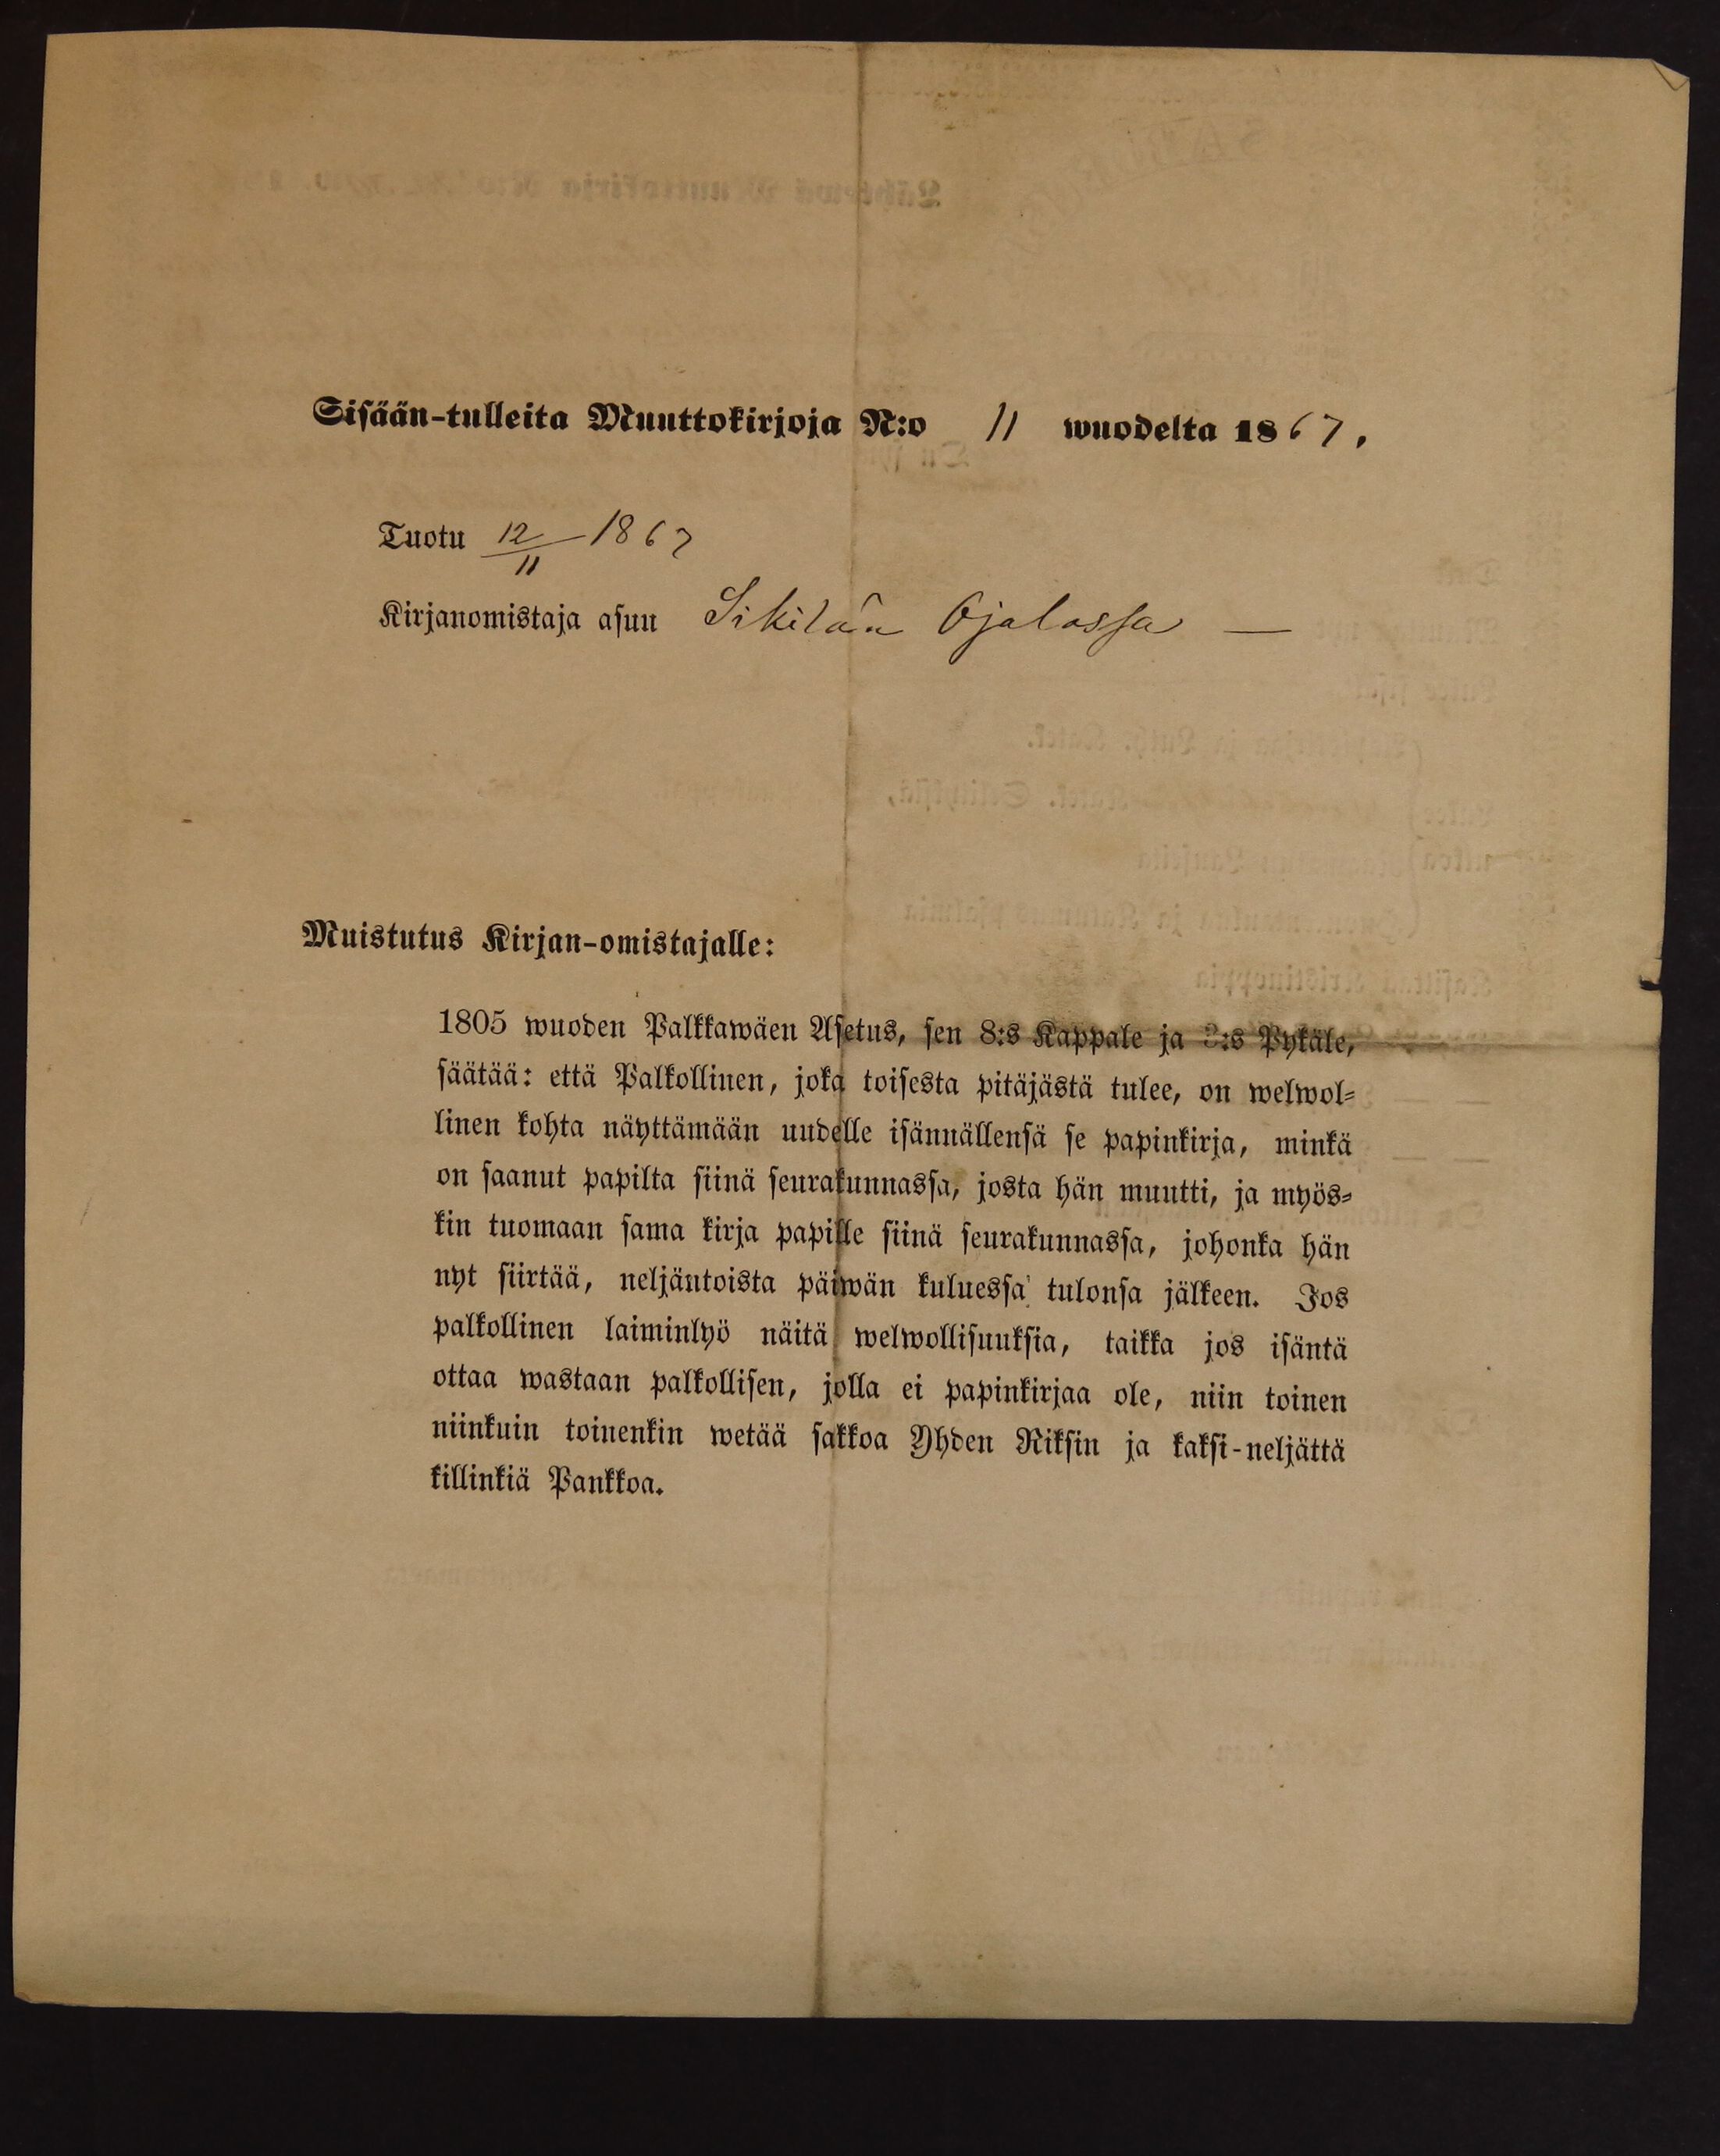 Sisään-tulleita Muuttokirjoja N:o 11 wuodelta 1867.
Tuotu 12/11 1867
Kirjanomistaja asuu Sikilän Ojalassa —
Muistutus Kirjan-omistajalle:
1805 wuoden Palkkawäen Asetus, sen 8:s Kappale ja :s Pykäle,
säätää: että Palkollinen, joka toisesta pitäjästä tulee, on welwol-
linen kohta näyttämään uudelle isännällensä se papinkirja, minkä
on saanut papilta siinä seurakunnassa, josta hän muutti, ja myös-
kin tuomaan sama kirja papille siinä seurakunnassa, johonka hän
nyt siirtää, neljäntoista päiwän kuluessa tulonsa jälkeen. Jos
palkollinen laiminlyö näitä welwollisuuksia, taikka jos isäntä
ottaa wastaan palkollisen, jolla ei papinkirjaa ole, niin toinen
niinkuin toinenkin wetää sakkoa Yhden Riksin ja kaksi-neljättä
killinkiä Pankkoa.